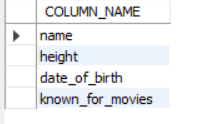 COLUMN_NAME
name
height
date_of_birth
known_for_movies